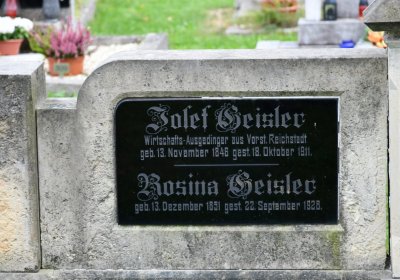 Josef Geisler
Wirtschafts-Ausgedinger aus Vorst. Reichstadt
geb. 13. November 1848 gest. 18. Oktober 1911.
Rosina Geisler
geb. 13. Dezember 1851 gest. 22. September 1928.